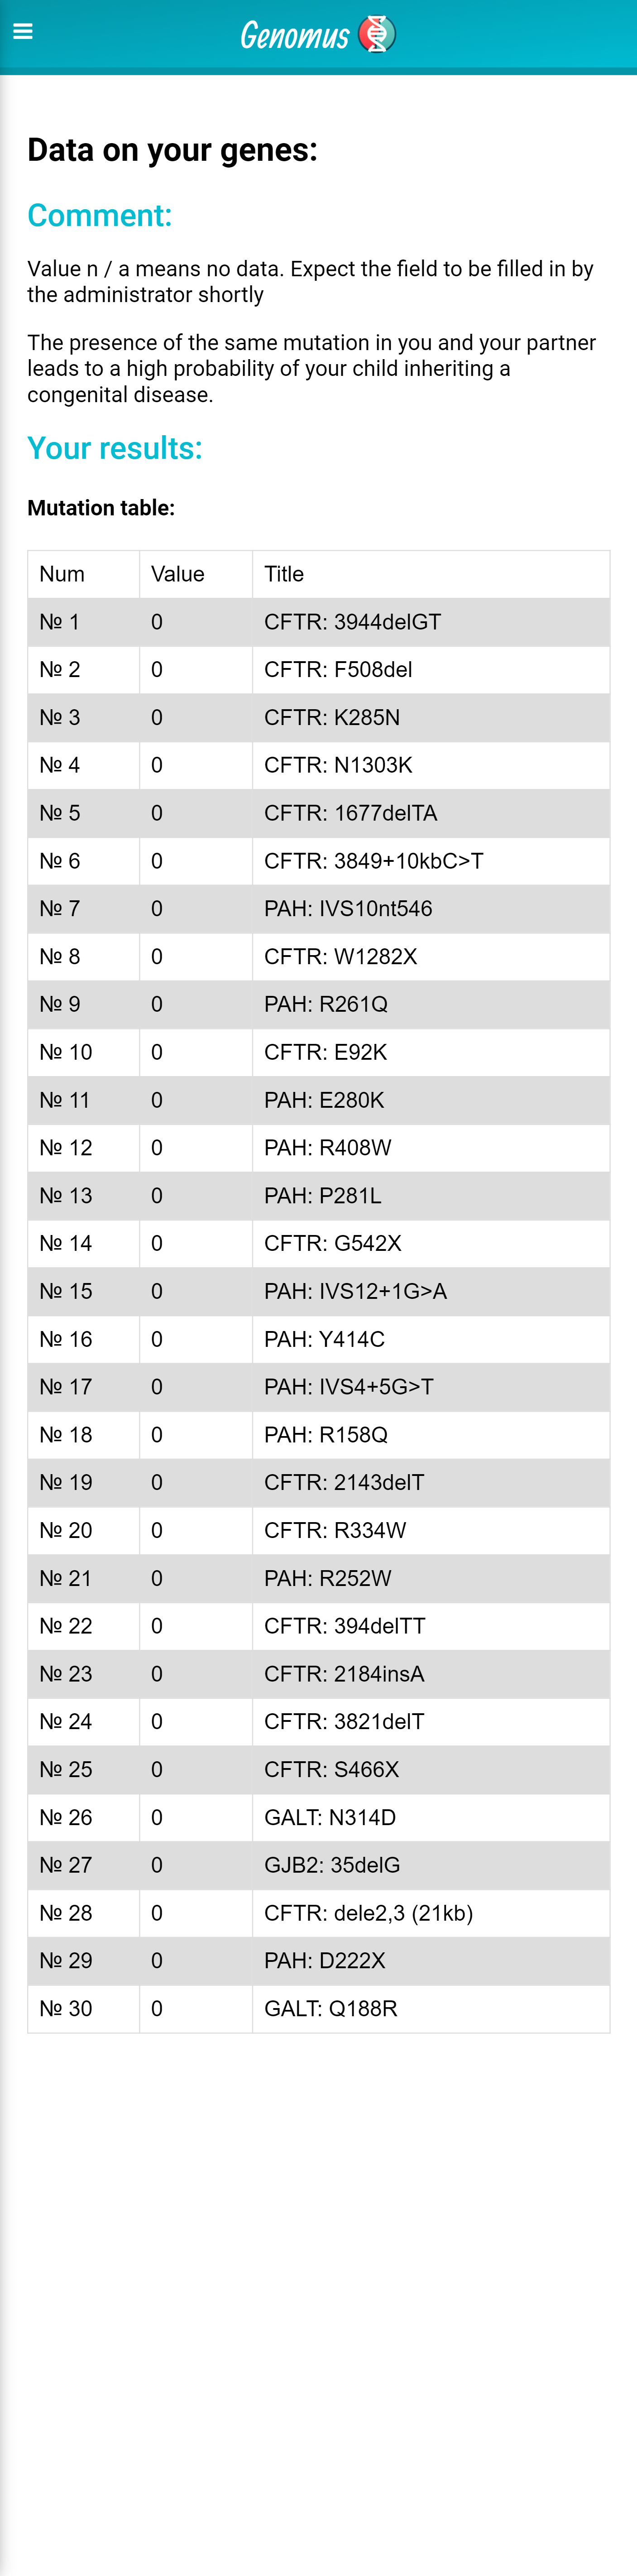 Genomus
Data on your genes:
Comment:
Value n / a means no data. Expect the field to be filled in by
the administrator shortly
The presence of the same mutation in you and your partner
leads to a high probability of your child inheriting a
congenital disease.
Your results:
Mutation table:
Num Value Title
№ 1 0 CFTR: 3944delGT
№ 2 0 CFTR: F508del
№ 3 0 CFTR: K285N
№ 4 0 CFTR: N1303K
№ 5 0 CFTR: 1677delTA
№ 6 0 CFTR: 3849+10kbC>T
№ 7 0 PAH: IVS10nt546
№ 8 0 CFTR: W1282X
№ 9 0 PAH: R261Q
№ 10 0 CFTR: E92K
№ 11 0 PAH: E280K
№ 12 0 PAH: R408W
№ 13 0 PAH: P281L
№ 14 0 CFTR: G542X
№ 15 0 PAH: IVS12+1G>A
№ 16 0 PAH: Y414C
№ 17 0 PAH: IVS4+5G>T
№ 18 0 PAH: R158Q
№ 19 0 CFTR: 2143delT
№ 20 0 CFTR: R334W
№ 21 0 PAH: R252W
№ 22 0 CFTR: 394delTT
№ 23 0 CFTR: 2184insA
№ 24 0 CFTR: 3821delT
№ 25 0 CFTR: S466X
№ 26 0 GALT: N314D
№ 27 0 GJB2: 35delG
№ 28 0 CFTR: dele2,3 (21kb)
№ 29 0 PAH: D222X
№ 30 0 GALT: Q188R